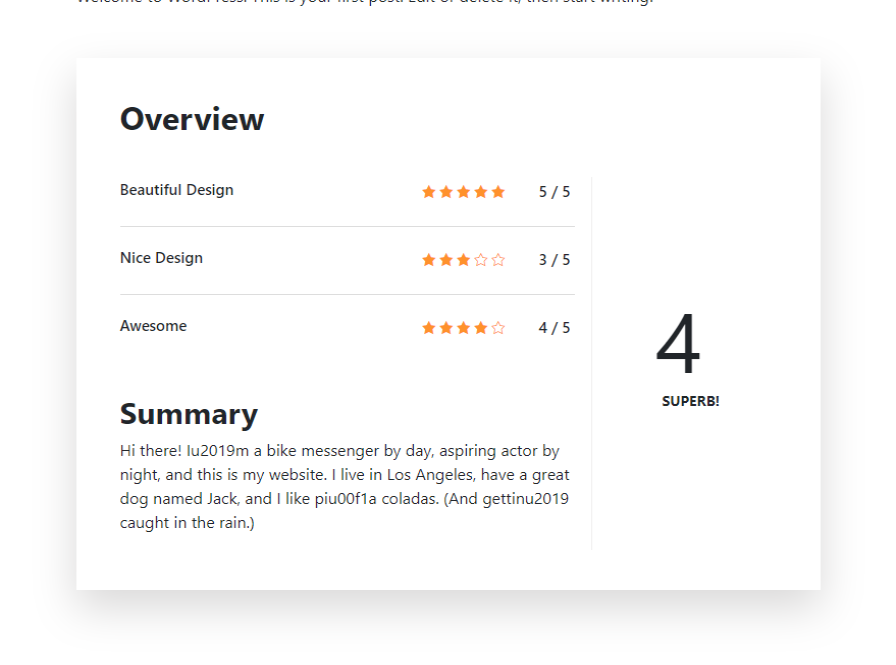 Welcome to WordPress. This is your first post. Edit or delete it, then start writing!
Overview
Beautiful Design 5 / 5
Nice Design 3 / 5
Awesome 4 / 5
4
SUPERB!
Summary
Hi there! Iu2019m a bike messenger by day, aspiring actor by
night, and this is my website. I live in Los Angeles, have a great
dog named Jack, and I like piu00f1a coladas. (And gettinu2019
caught in the rain.)